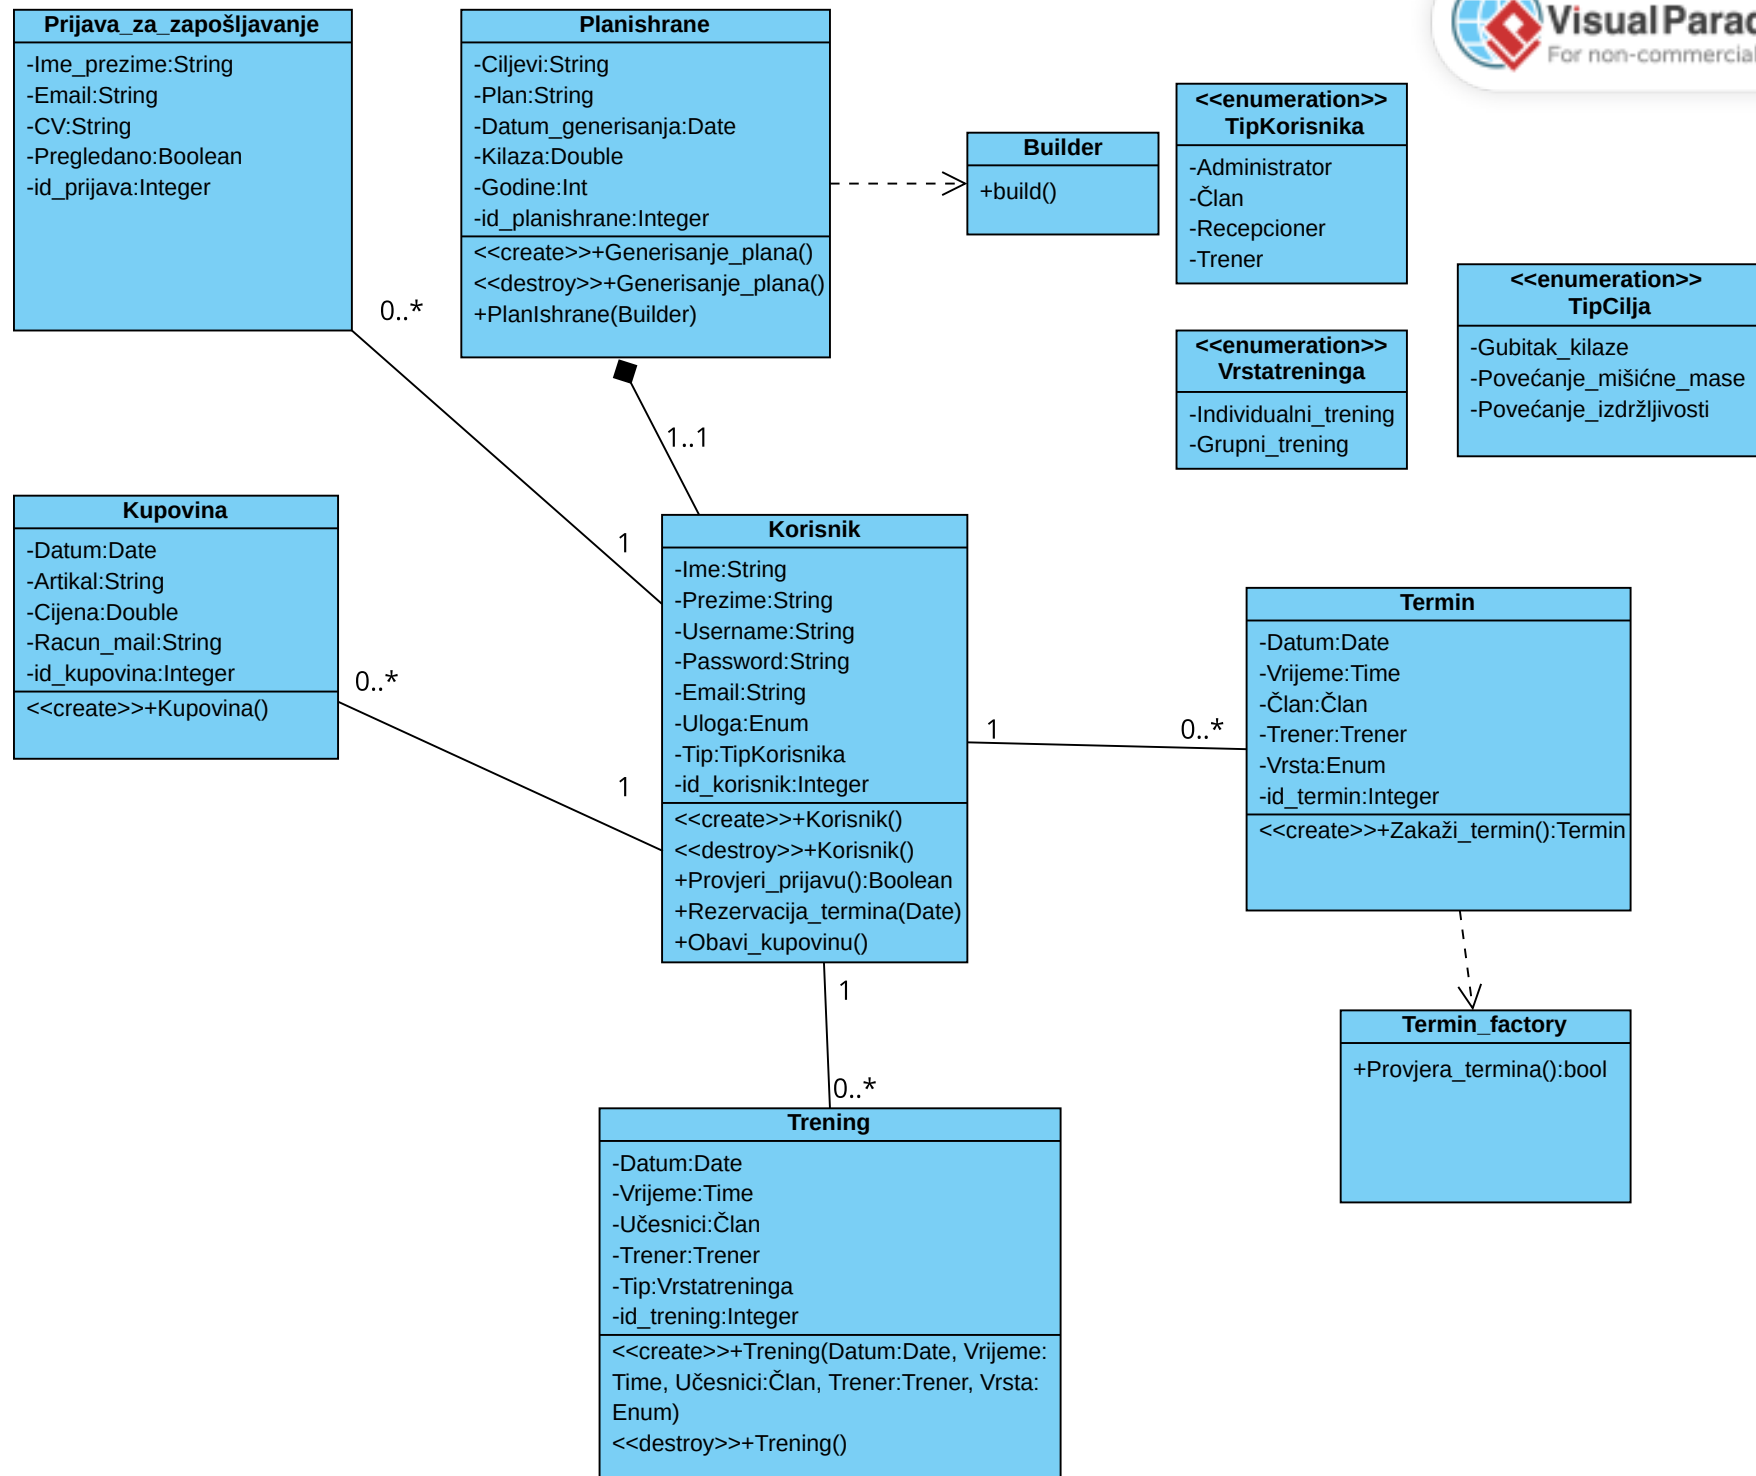 Prijava_za_zapošljavanje
-Ime_prezime:String
-Email:String
-CV:String
-Pregledano:Boolean
-id_prijava:Integer
Planishrane
-Ciljevi:String
-Plan:String
-Datum_generisanja:Date
-Kilaza:Double
-Godine:Int
-id_planishrane:Integer
<<create>>+Generisanje_plana()
<<destroy>>+Generisanje_plana()
+PlanIshrane(Builder)
Builder
+build()
<<enumeration>>
TipKorisnika
-Administrator
-Član
-Recepcioner
-Trener
Visual Parad
For non-commercial
<<enumeration>>
TipCilja
-Gubitak_kilaze
-Povećanje_mišićne_mase
-Povećanje_izdržljivosti
<<enumeration>>
Vrstatreninga
-Individualni_trening
-Grupni_trening
0..*
1..1
1
Kupovina
-Datum:Date
-Artikal:String
-Cijena:Double
-Racun_mail:String
-id_kupovina:Integer
<<create>>+Kupovina()
0..*
1
Korisnik
-Ime:String
-Prezime:String
-Username:String
-Password:String
-Email:String
-Uloga:Enum
-Tip:TipKorisnika
-id_korisnik:Integer
<<create>>+Korisnik()
<<destroy>>+Korisnik()
+Provjeri_prijavu():Boolean
+Rezervacija_termina(Date)
+Obavi_kupovinu()
1
0..*
Termin
-Datum:Date
-Vrijeme:Time
-Član:Član
-Trener:Trener
-Vrsta:Enum
-id_termin:Integer
<<create>>+Zakaži_termin():Termin
Termin_factory
+Provjera_termina():bool
1
0..*
Trening
-Datum:Date
-Vrijeme:Time
-Učesnici:Član
-Trener:Trener
-Tip:Vrstatreninga
-id_trening:Integer
<<create>>+Trening(Datum:Date, Vrijeme:
Time, Učesnici:Član, Trener:Trener, Vrsta:
Enum)
<<destroy>>+Trening()